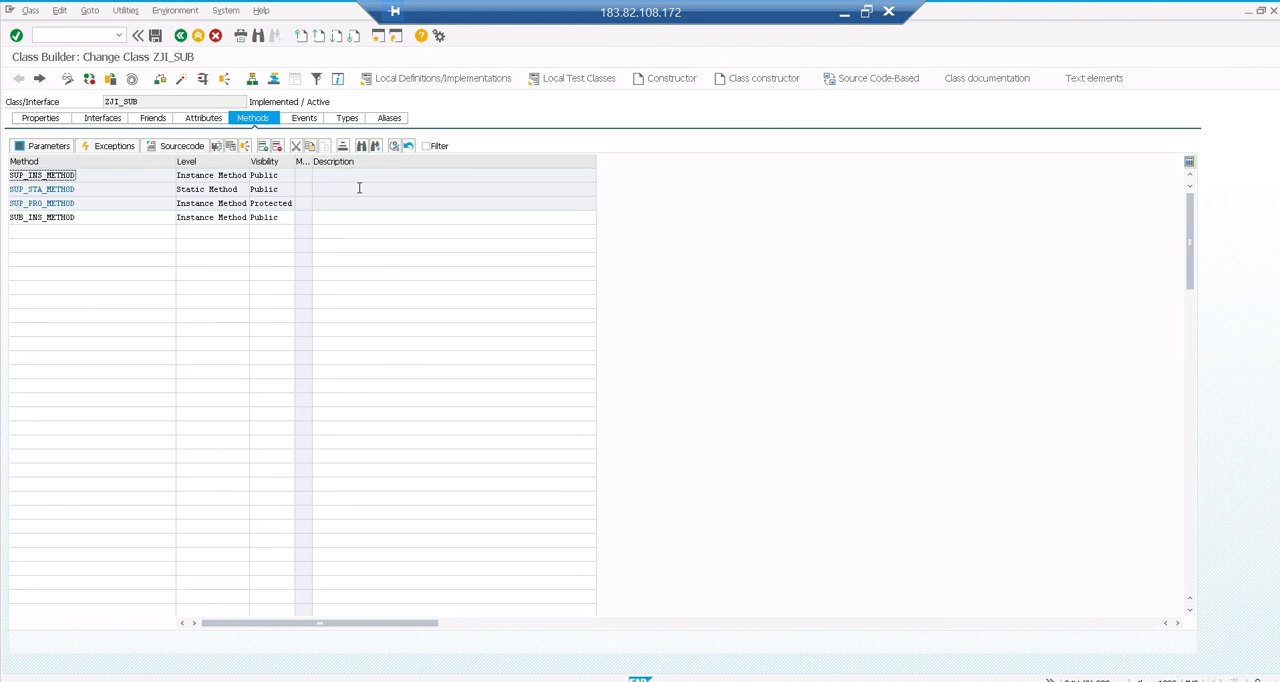 183.82.108.172
Class Edit Goto Utilities Environment System Help
Class Builder: Change Class ZJI_SUB
Local Definitions/Implementations Local Test Classes Constructor Class constructor Source Code-Based Class documentation Text elements
Class/Interface ZJI_SUB Implemented / Active
Properties Interfaces Friends Attributes Methods Events Types Aliases
Parameters Exceptions Sourcecode Filter
Method Level Visibility M... Description
SUP_INS_METHOD Instance Method Public
SUP_STA_METHOD Static Method Public
SUP_PRO_METHOD Instance Method Protected
SUB_INS_METHOD Instance Method Public
SAP